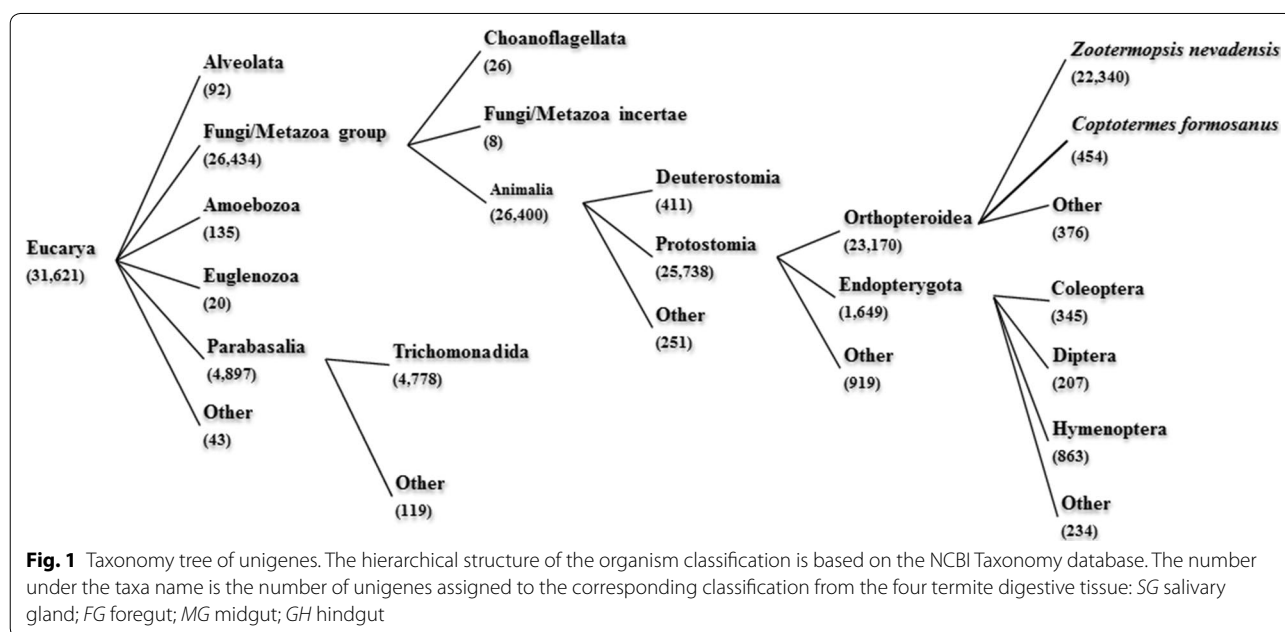 Eucarya
(31,621)
Alveolata
(92)
Fungi/Metazoa group
(26,434)
Amoebozoa
(135)
Euglenozoa
(20)
Parabasalia
(4,897)
Other
(43)
Choanoflagellata
(26)
Fungi/Metazoa incertae
(8)
Animalia
(26,400)
Trichomonadida
(4,778)
Other
(119)
Deuterostomia
(411)
Protostomia
(25,738)
Other
(251)
Orthopteroidea
(23,170)
Endopterygota
(1,649)
Other
(919)
Zootermopsis nevadensis
(22,340)
Coptotermes formosanus
(454)
Other
(376)
Coleoptera
(345)
Diptera
(207)
Hymenoptera
(863)
Other
(234)
Fig. 1 Taxonomy tree of unigenes. The hierarchical structure of the organism classification is based on the NCBI Taxonomy database. The number
under the taxa name is the number of unigenes assigned to the corresponding classification from the four termite digestive tissue: SG salivary
gland; FG foregut; MG midgut; GH hindgut